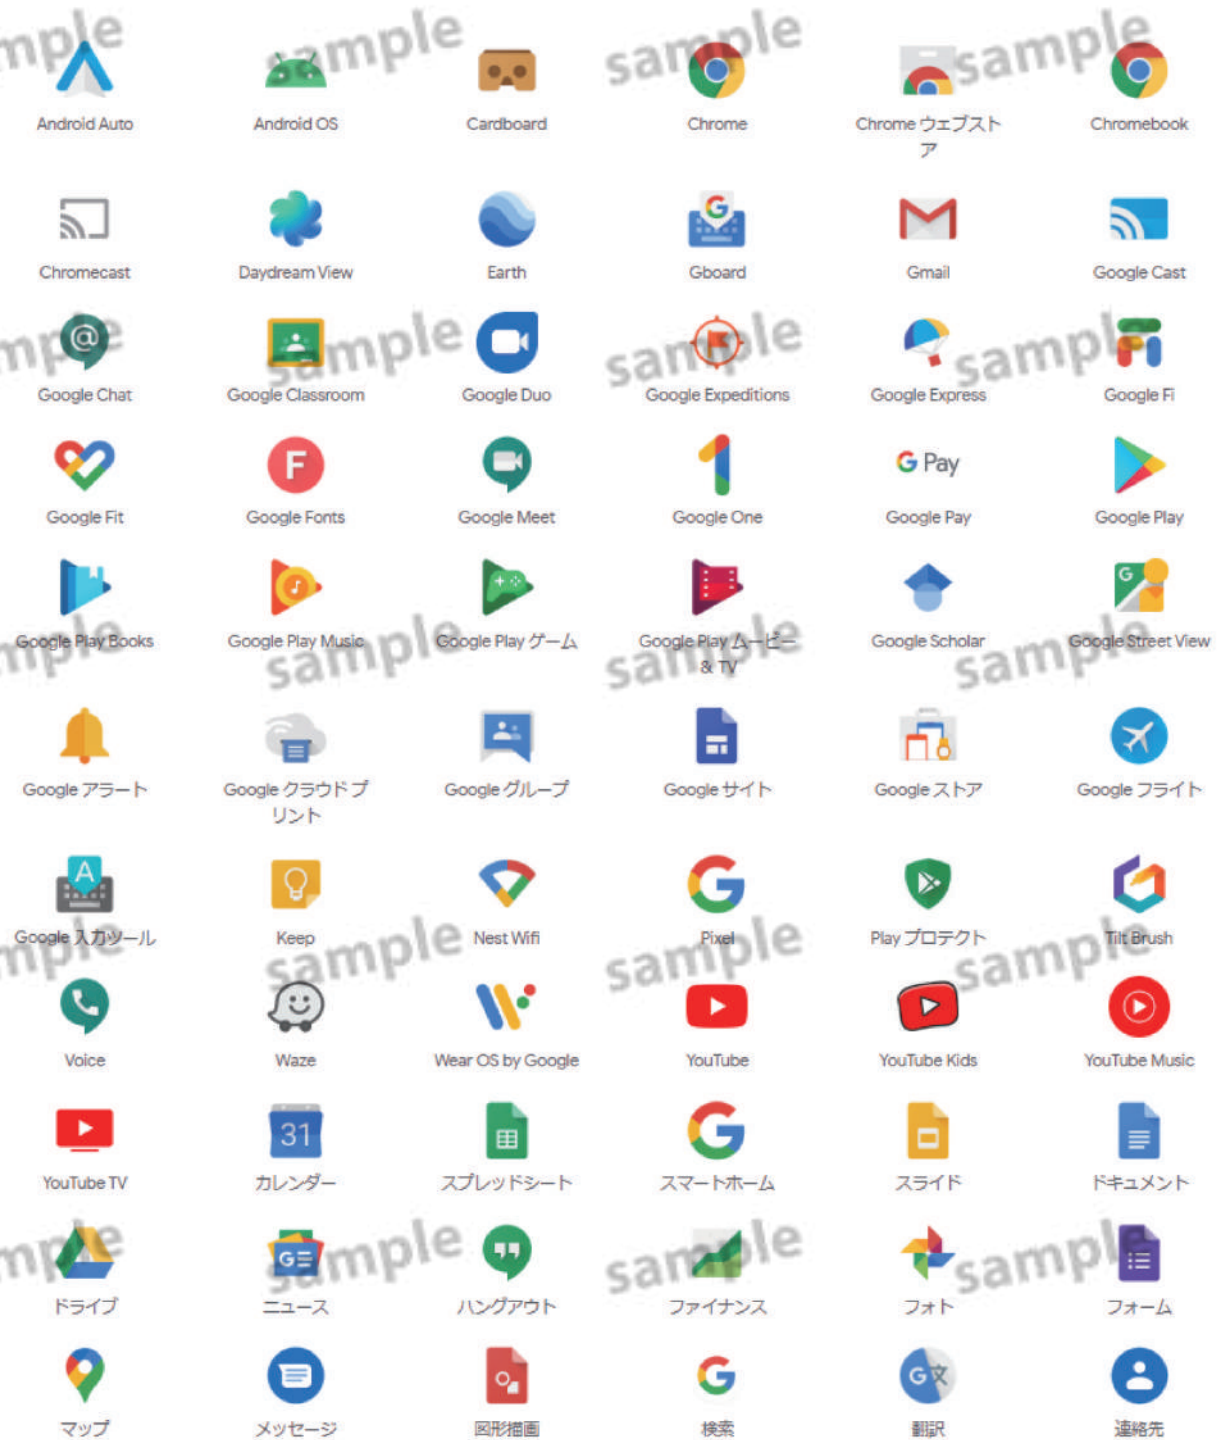 sample sample sample sample
Android Auto
Android OS
Cardboard
Chrome
Chrome ウェブスト
ア
Chromebook
Chromecast
Daydream View
Earth
G
Gboard
Gmail
Google Cast
sample sample sample sample
@
Google Chat
Google Classroom
Google Duo
Google Expeditions
Google Express
Google Fi
Google Fit
F
Google Fonts
Google Meet
1
Google One
G Pay
Google Pay
Google Play
Google Play Books
Google Play Music
Google Play ゲーム
Google Play ムービー
& TV
Google Scholar
G
Google Street View
sample sample sample sample
Google アラート
Google クラウド プ
リント
Google グループ
Google サイト
Google ストア
Google フライト
A
Google 入力ツール
Keep
Nest Wifi
G
Pixel
Play プロテクト
Tilt Brush
sample sample sample sample
Voice
Waze
Wear OS by Google
YouTube
YouTube Kids
YouTube Music
YouTube TV
31
カレンダー
スプレッドシート
G
スマートホーム
スライド
ドキュメント
sample sample sample sample
ドライブ
G
ニュース
ハングアウト
ファイナンス
フォト
フォーム
マップ
メッセージ
図形描画
G
検索
G文
翻訳
連絡先